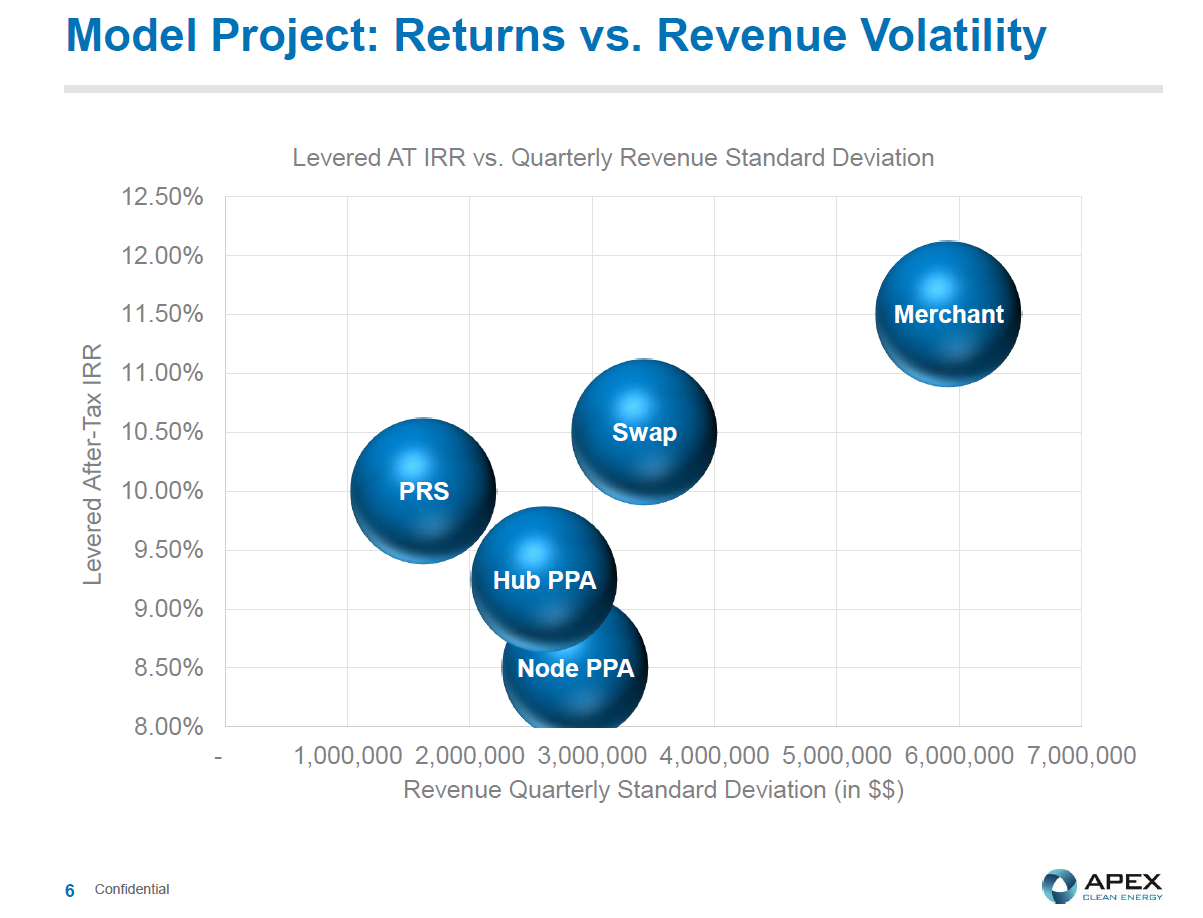 Model Project: Returns vs. Revenue Volatility
Levered AT IRR vs. Quarterly Revenue Standard Deviation
12.50%
12.00%
11.50%
11.00%
10.50%
10.00%
9.50%
9.00%
8.50%
8.00%
Levered After-Tax IRR
Merchant
Swap
PRS
Hub PPA
Node PPA
- 1,000,000 2,000,000 3,000,000 4,000,000 5,000,000 6,000,000 7,000,000
Revenue Quarterly Standard Deviation (in $$)
6 Confidential
APEX
CLEAN ENERGY